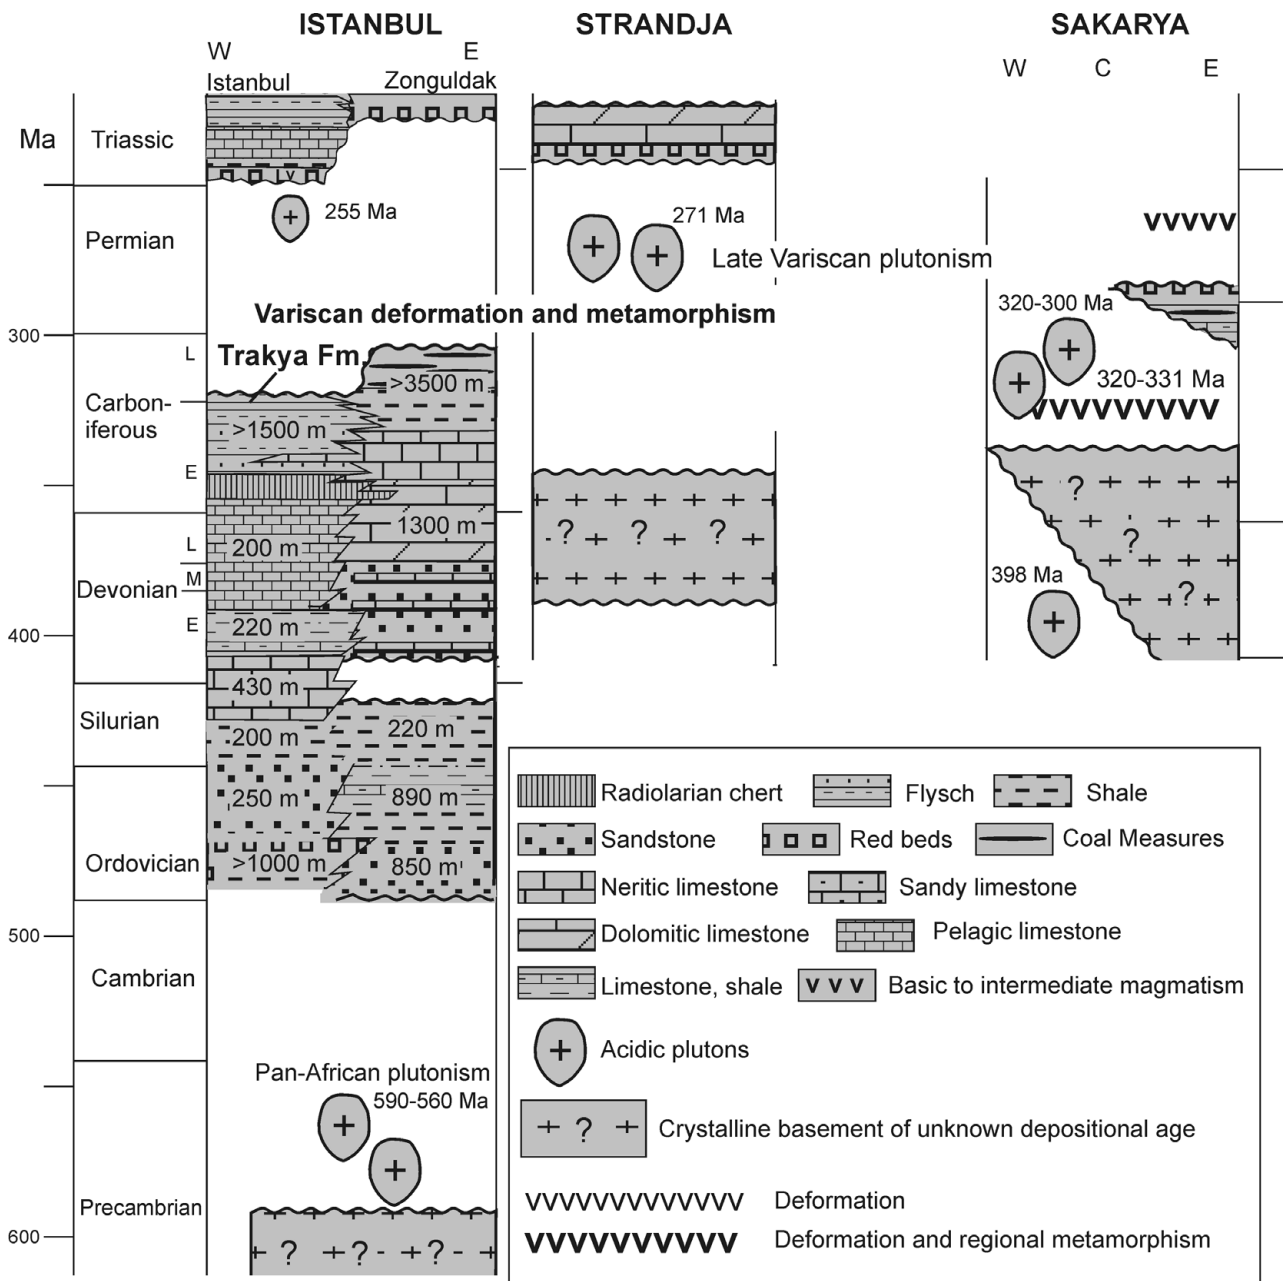 ISTANBUL
STRANDJA
SAKARYA
W
E
W
C
E
Istanbul
Zonguldak
Ma
Triassic
Permian
255 Ma
271 Ma
Late Variscan plutonism
Variscan deformation and metamorphism
300
L
Trakya Fm.
320-300 Ma
>3500 m
320-331 Ma
Carbon-
iferous
>1500 m
E
?
1300 m
? ? ?
?
L
200 m
398 Ma
M
Devonian
?
E
220 m
400
430 m
Silurian
200 m
220 m
250 m
890 m
Ordovician
>1000 m
850 m
500
Cambrian
Pan-African plutonism
590-560 Ma
Precambrian
600
? ? ?
Radiolarian chert
Flysch
Shale
Sandstone
Red beds
Coal Measures
Neritic limestone
Sandy limestone
Dolomitic limestone
Pelagic limestone
Limestone, shale
Basic to intermediate magmatism
Acidic plutons
?
Crystalline basement of unknown depositional age
Deformation
Deformation and regional metamorphism